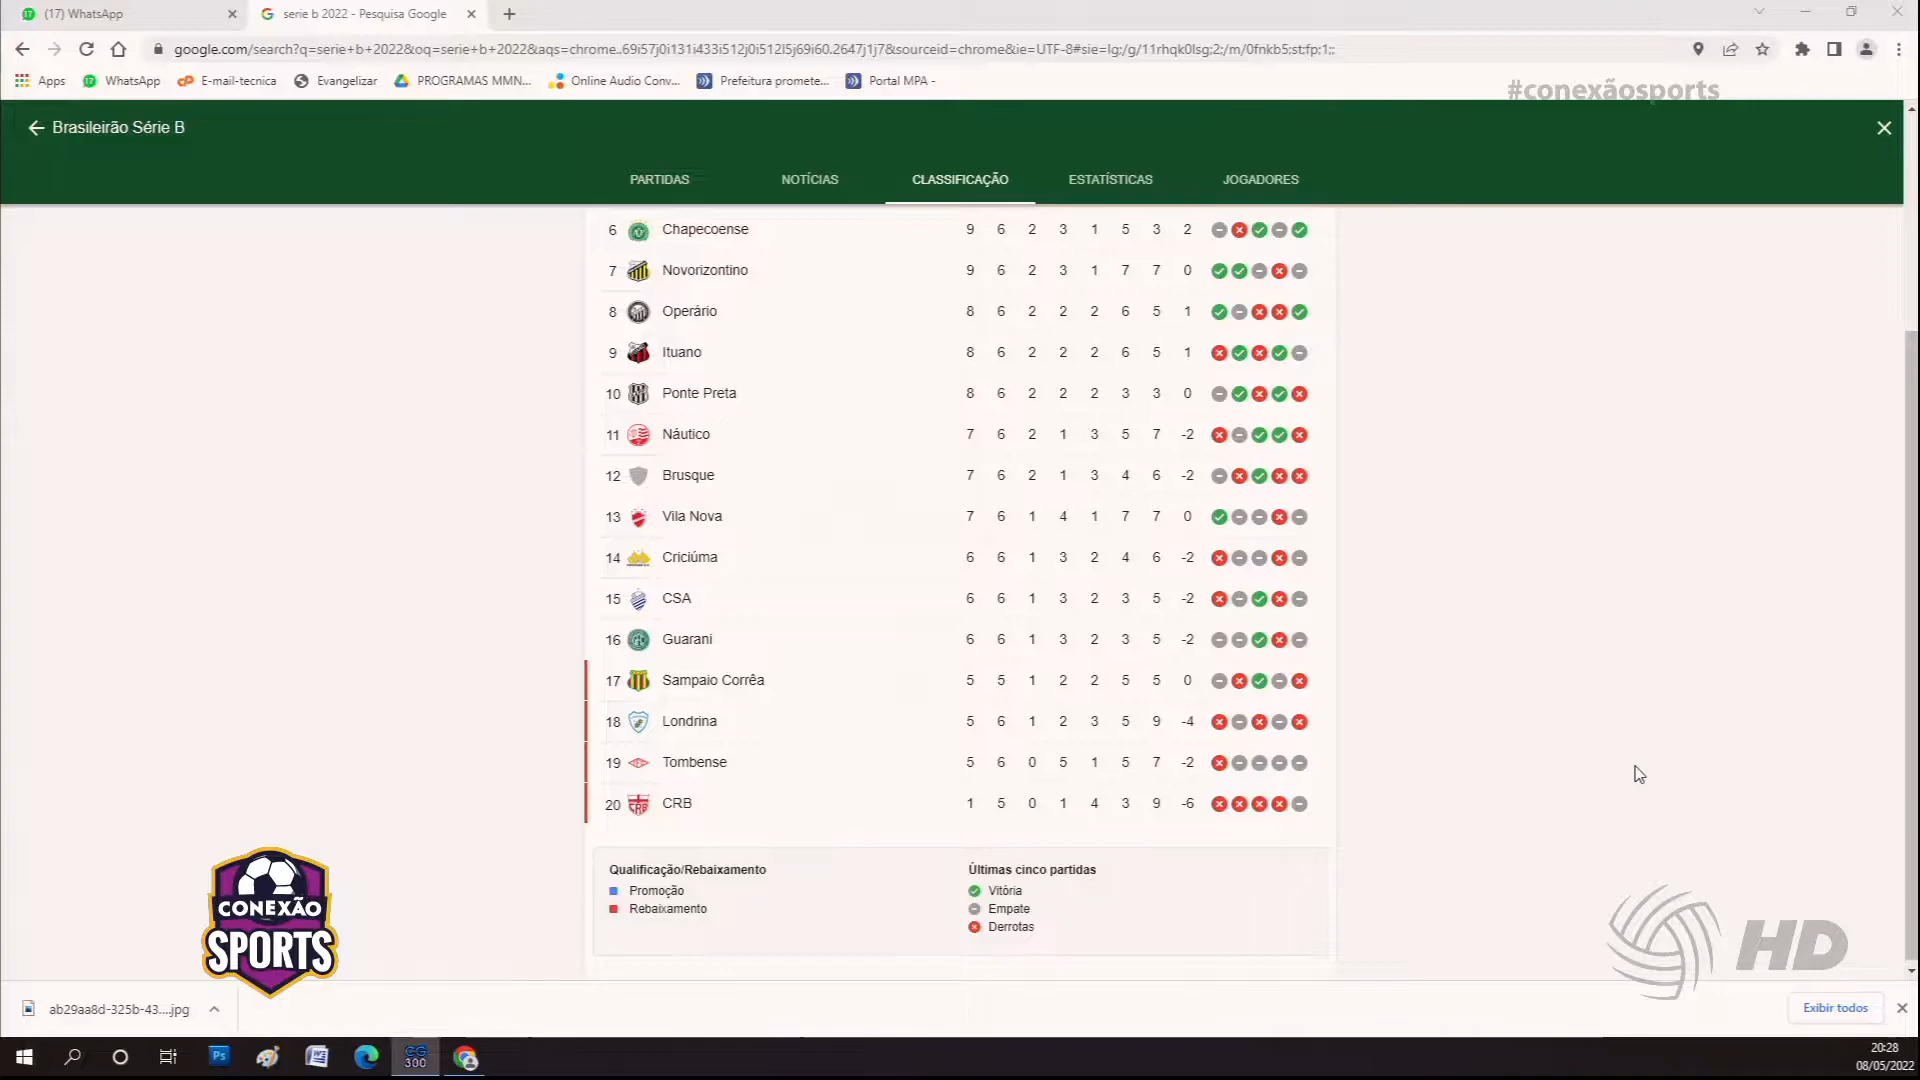 (17) WhatsApp
serie b 2022 - Pesquisa Google
google.com/search?q=serie+b+2022&oq=serie+b+2022&aqs=chrome..69i57j0i131i433i512j0i512l5j69i60.2647j1j7&sourceid=chrome&ie=UTF-8#sie=lg;/g/11rhqk0lsg;2;/m/0fnkb5;st;fp;1;;
Apps WhatsApp E-mail-tecnica Evangelizar PROGRAMAS MMN... Online Audio Conv... Prefeitura promete... Portal MPA -
#conexãosports
Brasileirão Série B
PARTIDAS NOTÍCIAS CLASSIFICAÇÃO ESTATÍSTICAS JOGADORES
6 Chapecoense 9 6 2 3 1 5 3 2
7 Novorizontino 9 6 2 3 1 7 7 0
8 Operário 8 6 2 2 2 6 5 1
9 Ituano 8 6 2 2 2 6 5 1
10 Ponte Preta 8 6 2 2 2 3 3 0
11 Náutico 7 6 2 1 3 5 7 -2
12 Brusque 7 6 2 1 3 4 6 -2
13 Vila Nova 7 6 1 4 1 7 7 0
14 Criciúma 6 6 1 3 2 4 6 -2
15 CSA 6 6 1 3 2 3 5 -2
16 Guarani 6 6 1 3 2 3 5 -2
17 Sampaio Corrêa 5 5 1 2 2 5 5 0
18 Londrina 5 6 1 2 3 5 9 -4
19 Tombense 5 6 0 5 1 5 7 -2
20 CRB 1 5 0 1 4 3 9 -6
Qualificação/Rebaixamento
Promoção
Rebaixamento
Últimas cinco partidas
Vitória
Empate
Derrotas
CONEXÃO
SPORTS
HD
ab29aa8d-325b-43....jpg
Exibir todos
Ps
CG
300
20:28
08/05/2022